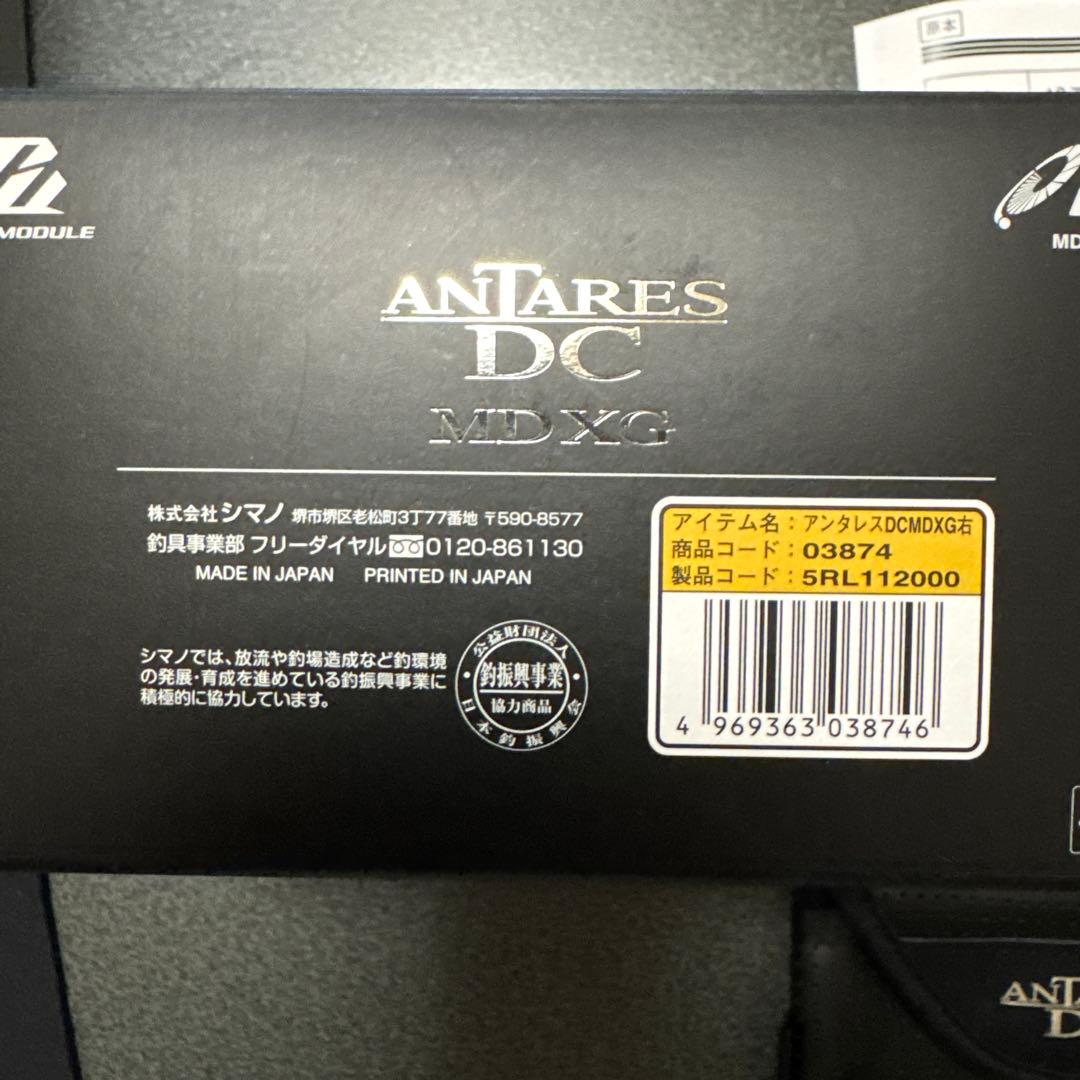 原本
MODULE
MD
ANTARES
DC
MD XG
株式会社シマノ 堺市堺区老松町3丁77番地 〒590-8577
釣具事業部 フリーダイヤル 0120-861130
MADE IN JAPAN PRINTED IN JAPAN
シマノでは、放流や釣場造成など釣環境
の発展・育成を進めている釣振興事業に
積極的に協力しています。
公益財団法人
釣振興事業
協力商品
日本釣振興会
アイテム名：アンタレスDCMDXG右
商品コード：03874
製品コード：5RL112000
4 969363 038746
ANTA
D